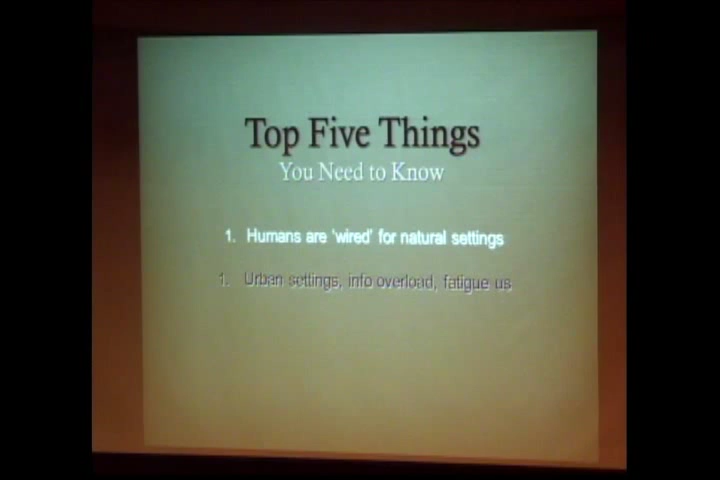 Top Five Things
You Need to Know
1. Humans are 'wired' for natural settings
1. Urban settings, info overload, fatigue us